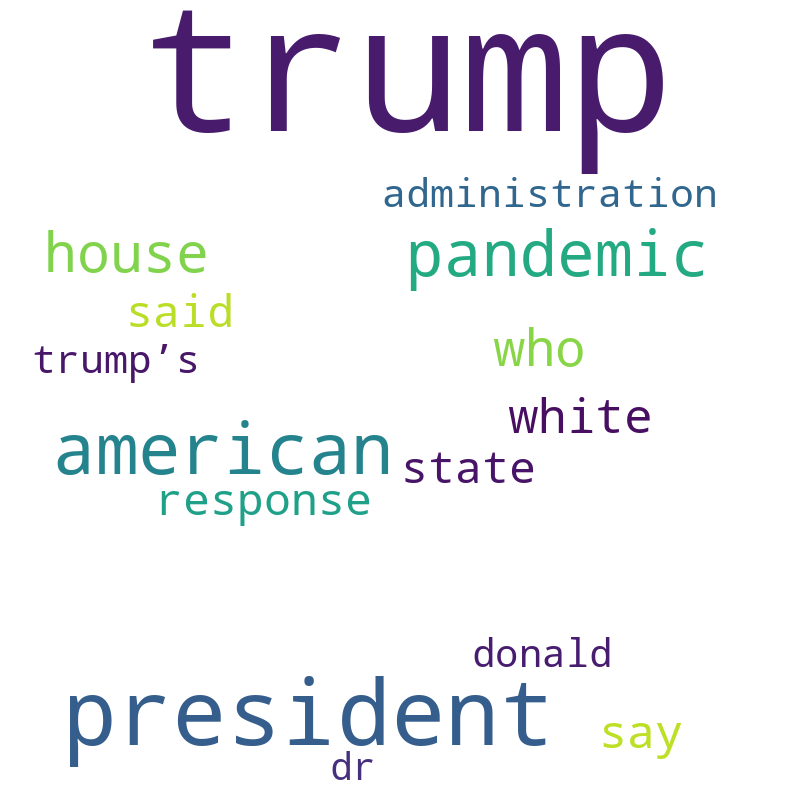 trump
administration
house pandemic
said
trump’s who
white
american state
response
donald
president say
dr